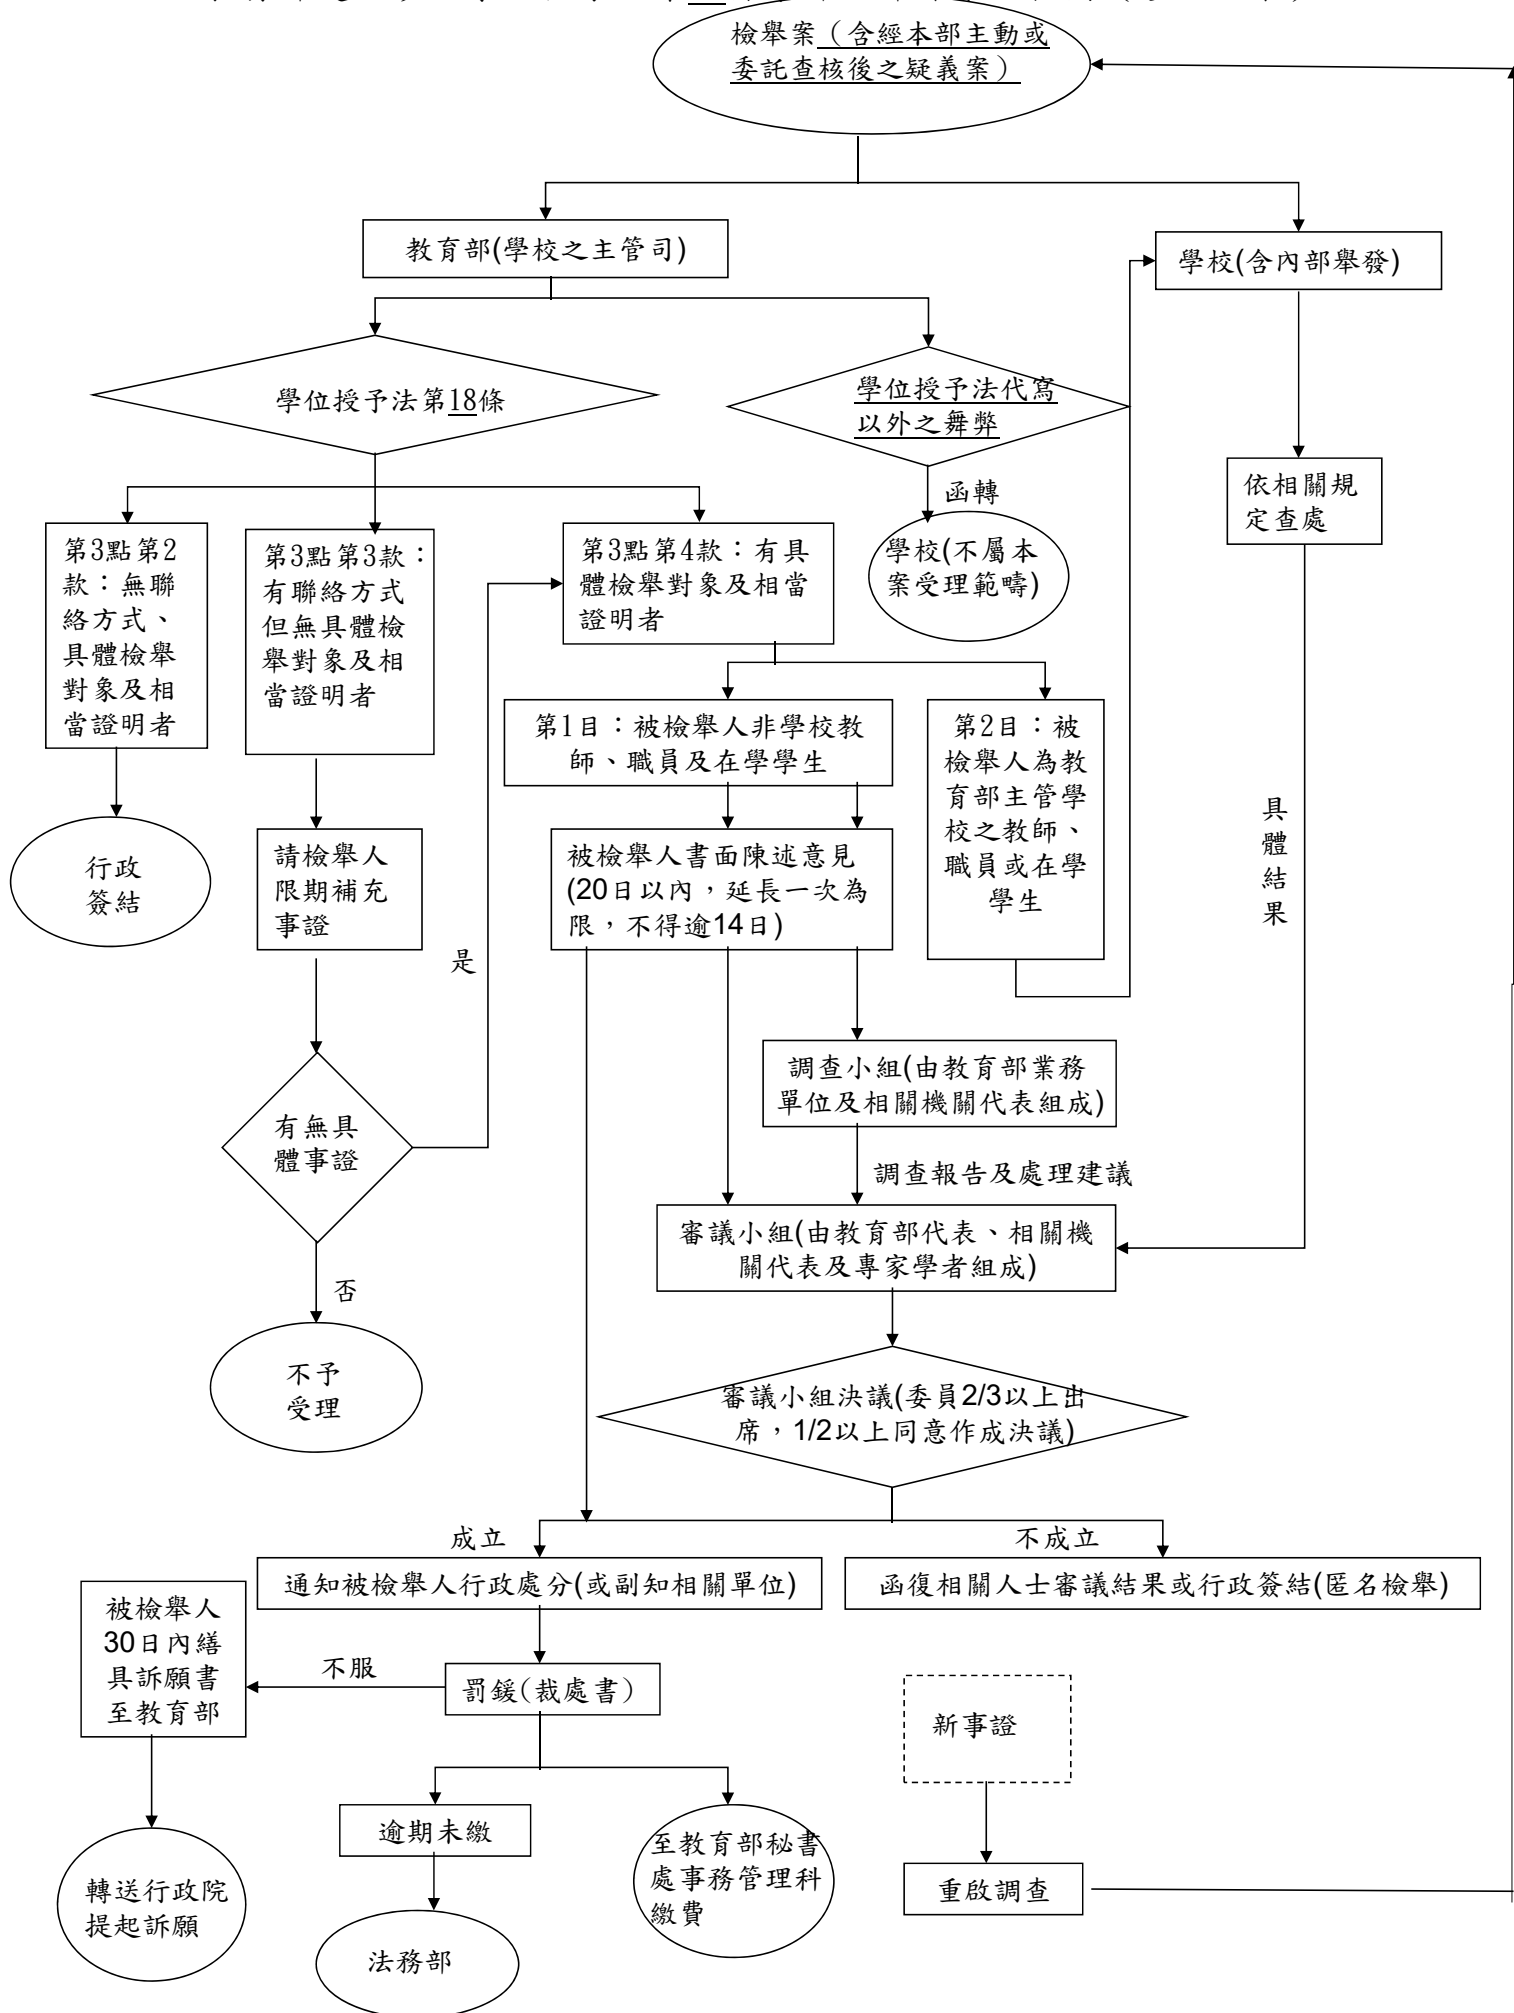 檢舉案（含經本部主動或
委託查核後之疑義案）
教育部(學校之主管司)
學校(含內部舉發)
學位授予法第18條
學位授予法代寫
以外之舞弊
函轉
學校(不屬本
案受理範疇)
依相關規
定查處
第3點第2
款：無聯
絡方式、
具體檢舉
對象及相
當證明者
第3點第3款：
有聯絡方式
但無具體檢
舉對象及相
當證明者
第3點第4款：有具
體檢舉對象及相當
證明者
第1目：被檢舉人非學校教
師、職員及在學學生
第2目：被
檢舉人為教
育部主管學
校之教師、
職員或在學
學生
行政
簽結
請檢舉人
限期補充
事證
被檢舉人書面陳述意見
(20日以內，延長一次為
限，不得逾14日)
具體結果
是
調查小組(由教育部業務
單位及相關機關代表組成)
有無具
體事證
調查報告及處理建議
審議小組(由教育部代表、相關機
關代表及專家學者組成)
否
不予
受理
審議小組決議(委員2/3以上出
席，1/2以上同意作成決議)
成立
不成立
通知被檢舉人行政處分(或副知相關單位)
函復相關人士審議結果或行政簽結(匿名檢舉)
被檢舉人
30日內繕
具訴願書
至教育部
不服
罰鍰(裁處書)
新事證
逾期未繳
至教育部秘書
處事務管理科
繳費
重啟調查
轉送行政院
提起訴願
法務部